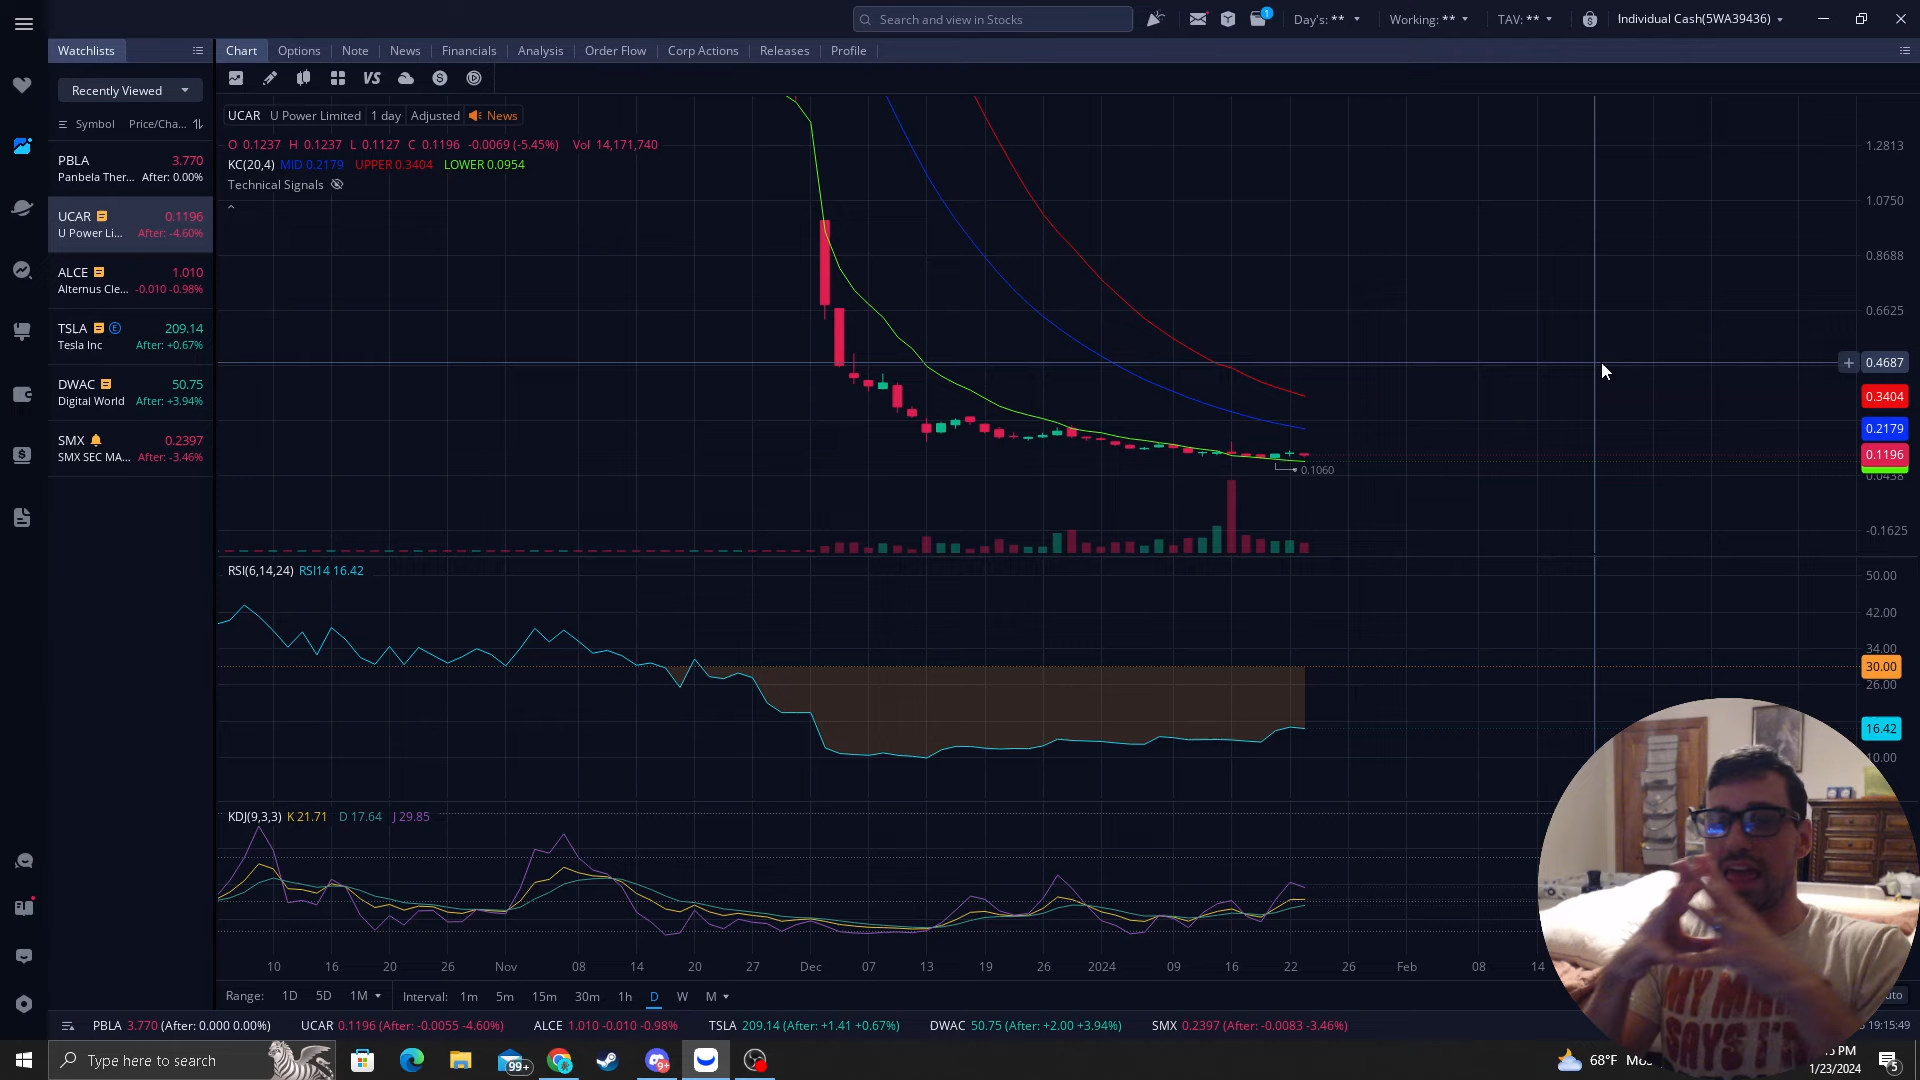 Search and view in Stocks
1
Day's: **
Working: **
TAV: **
Individual Cash(5WA39436)
Watchlists
Chart
Options
Note
News
Financials
Analysis
Order Flow
Corp Actions
Releases
Profile
Recently Viewed
VS
S
Symbol
Price/Cha...
UCAR U Power Limited 1 day Adjusted News
O 0.1237 H 0.1237 L 0.1127 C 0.1196 -0.0069 (-5.45%) Vol 14,171,740
KC(20,4) MID 0.2179 UPPER 0.3404 LOWER 0.0954
Technical Signals
PBLA 3.770
Panbela Ther... After: 0.00%
UCAR 0.1196
U Power Li... After: -4.60%
ALCE 1.010
Alternus Cle... -0.010 -0.98%
TSLA E 209.14
Tesla Inc After: +0.67%
DWAC 50.75
Digital World After: +3.94%
SMX 0.2397
SMX SEC MA... After: -3.46%
1.2813
1.0750
0.8688
0.6625
0.4687
0.3404
0.2179
0.1196
0.0438
-0.1625
0.1060
RSI(6,14,24) RSI14 16.42
50.00
42.00
34.00
30.00
26.00
16.42
10.00
KDJ(9,3,3) K 21.71 D 17.64 J 29.85
10 16 20 26 Nov 08 14 20 27 Dec 07 13 19 26 2024 09 16 22 26 Feb 08 14
Range: 1D 5D 1M Interval: 1m 5m 15m 30m 1h D W M
PBLA 3.770 (After: 0.000 0.00%) UCAR 0.1196 (After: -0.0055 -4.60%) ALCE 1.010 -0.010 -0.98% TSLA 209.14 (After: +1.41 +0.67%) DWAC 50.75 (After: +2.00 +3.94%) SMX 0.2397 (After: -0.0083 -3.46%)
19:15:49
MY
SAYS I'M
Type here to search
99+
9+
68°F
PM
1/23/2024
5